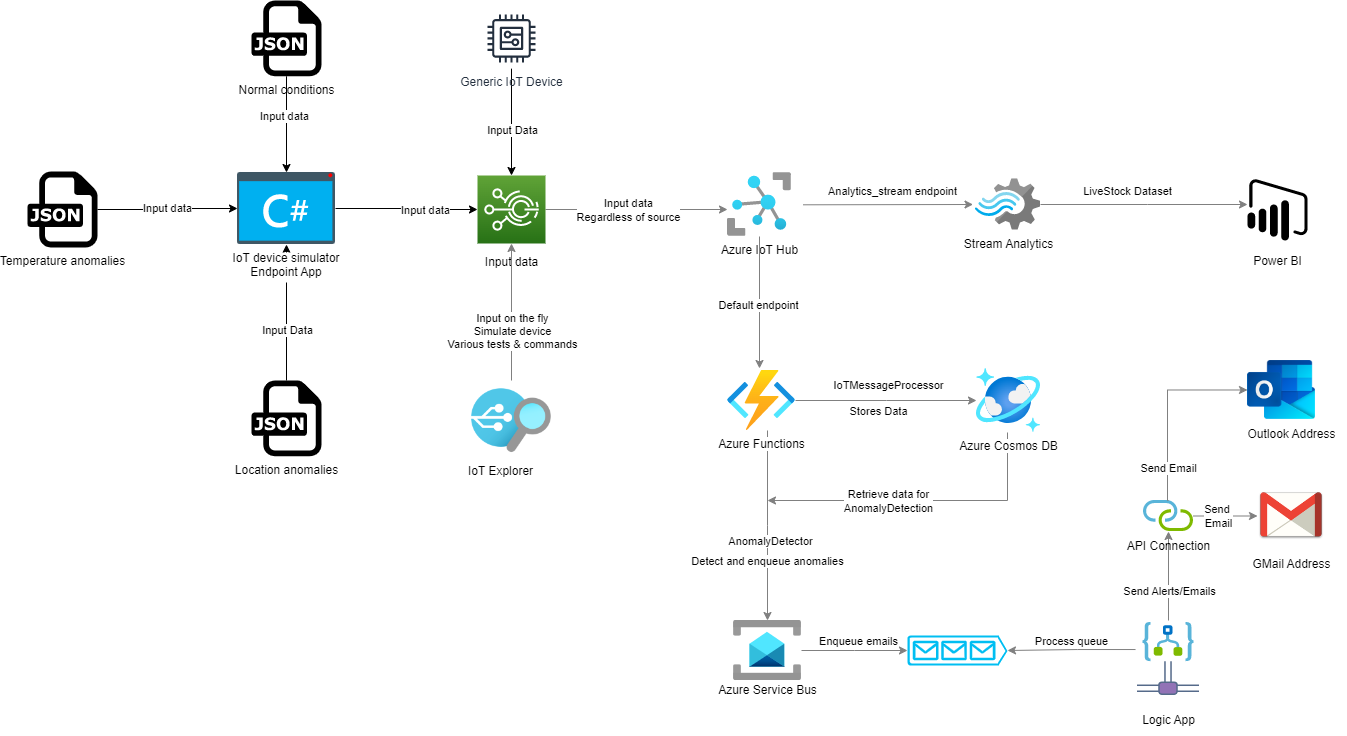 JSON
Normal conditions
Input data
Generic IoT Device
Input Data
JSON
Temperature anomalies
Input data
C#
IoT device simulator
Endpoint App
Input data
Input data
Input data
Regardless of source
Azure IoT Hub
Analytics_stream endpoint
Stream Analytics
LiveStock Dataset
Power BI
Input Data
JSON
Location anomalies
Input on the fly
Simulate device
Various tests & commands
IoT Explorer
Default endpoint
Azure Functions
IoTMessageProcessor
Stores Data
Azure Cosmos DB
Retrieve data for
AnomalyDetection
AnomalyDetector
Detect and enqueue anomalies
Azure Service Bus
Enqueue emails
Process queue
Logic App
Send Alerts/Emails
API Connection
Send Email
O
Outlook Address
Send
Email
GMail Address